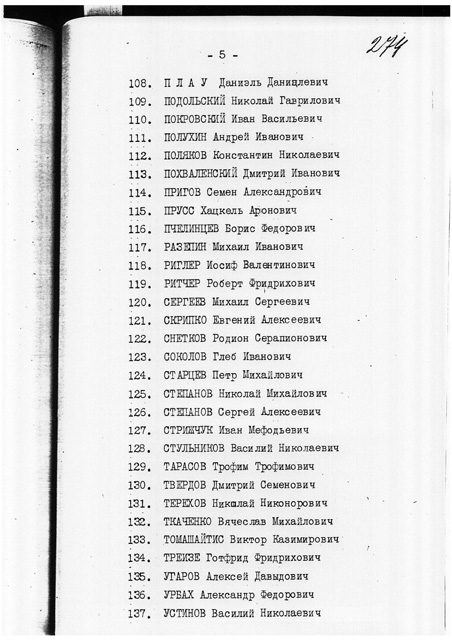 274
- 5 -
108. П Л А У Даниэль Даницлевич
109. ПОДОЛЬСКИЙ Николай Гаврилович
110. ПОКРОВСКИЙ Иван Васильевич
111. ПОЛУХИН Андрей Иванович
112. ПОЛЯКОВ Константин Николаевич
113. ПОХВАЛЕНСКИЙ Дмитрий Иванович
114. ПРИГОВ Семен Александрович
115. ПРУСС Хацкель Аронович
116. ПЧЕЛИНЦЕВ Борис Федорович
117. РАЗЕПИН Михаил Иванович
118. РИГЛЕР Иосиф Валентинович
119. РИТЧЕР Роберт Фридрихович
120. СЕРГЕЕВ Михаил Сергеевич
121. СКРИПКО Евгений Алексеевич
122. СНЕТКОВ Родион Серапионович
123. СОКОЛОВ Глеб Иванович
124. СТАРЦЕВ Петр Михайлович
125. СТЕПАНОВ Николай Михайлович
126. СТЕПАНОВ Сергей Алексеевич
127. СТРИЖЧУК Иван Мефодьевич
128. СТУЛЬНИКОВ Василий Николаевич
129. ТАРАСОВ Трофим Трофимович
130. ТВЕРДОВ Дмитрий Семенович
131. ТЕРЕХОВ Николай Никонорович
132. ТКАЧЕНКО Вячеслав Михайлович
133. ТОМАШАЙТИС Виктор Казимирович
134. ТРЕИЗЕ Готфрид Фридрихович
135. УГАРОВ Алексей Давыдович
136. УРБАХ Александр Федорович
137. УСТИНОВ Василий Николаевич